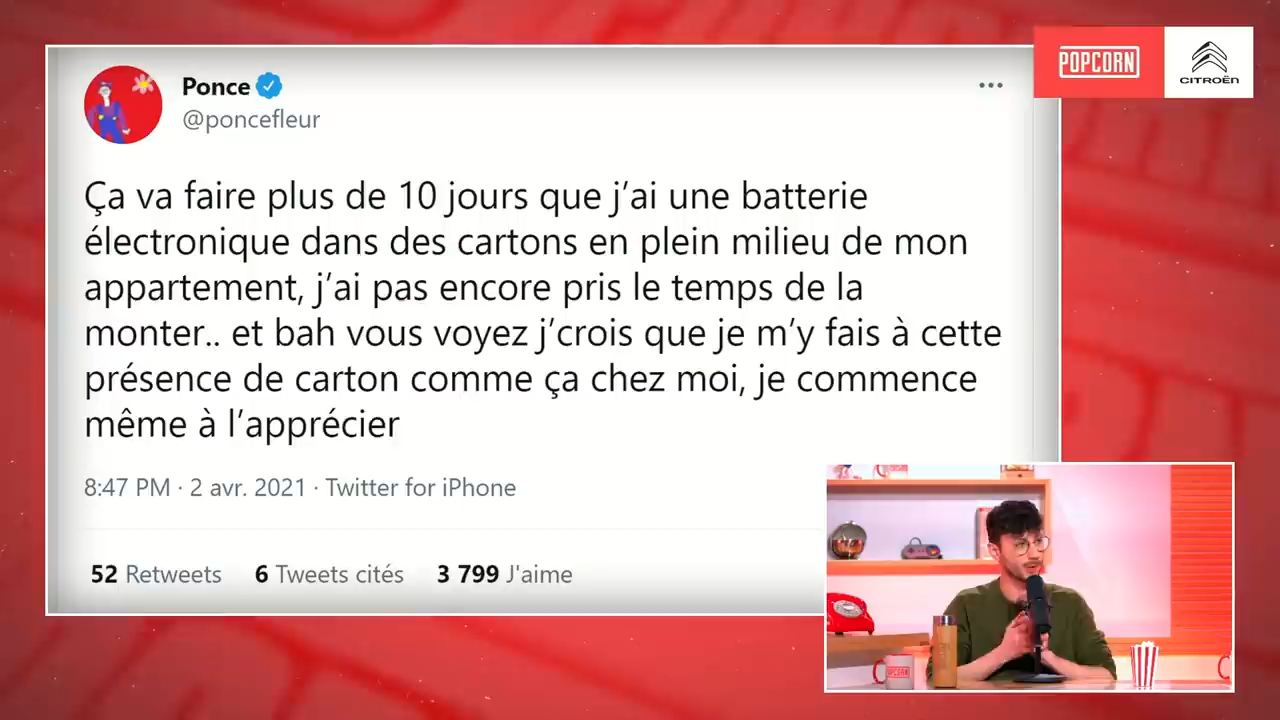 POPCORN
CITROËN
Ponce
@poncefleur
Ça va faire plus de 10 jours que j’ai une batterie
électronique dans des cartons en plein milieu de mon
appartement, j’ai pas encore pris le temps de la
monter.. et bah vous voyez j’crois que je m’y fais à cette
présence de carton comme ça chez moi, je commence
même à l’apprécier
8:47 PM · 2 avr. 2021 · Twitter for iPhone
52 Retweets 6 Tweets cités 3 799 J'aime
POPCORN